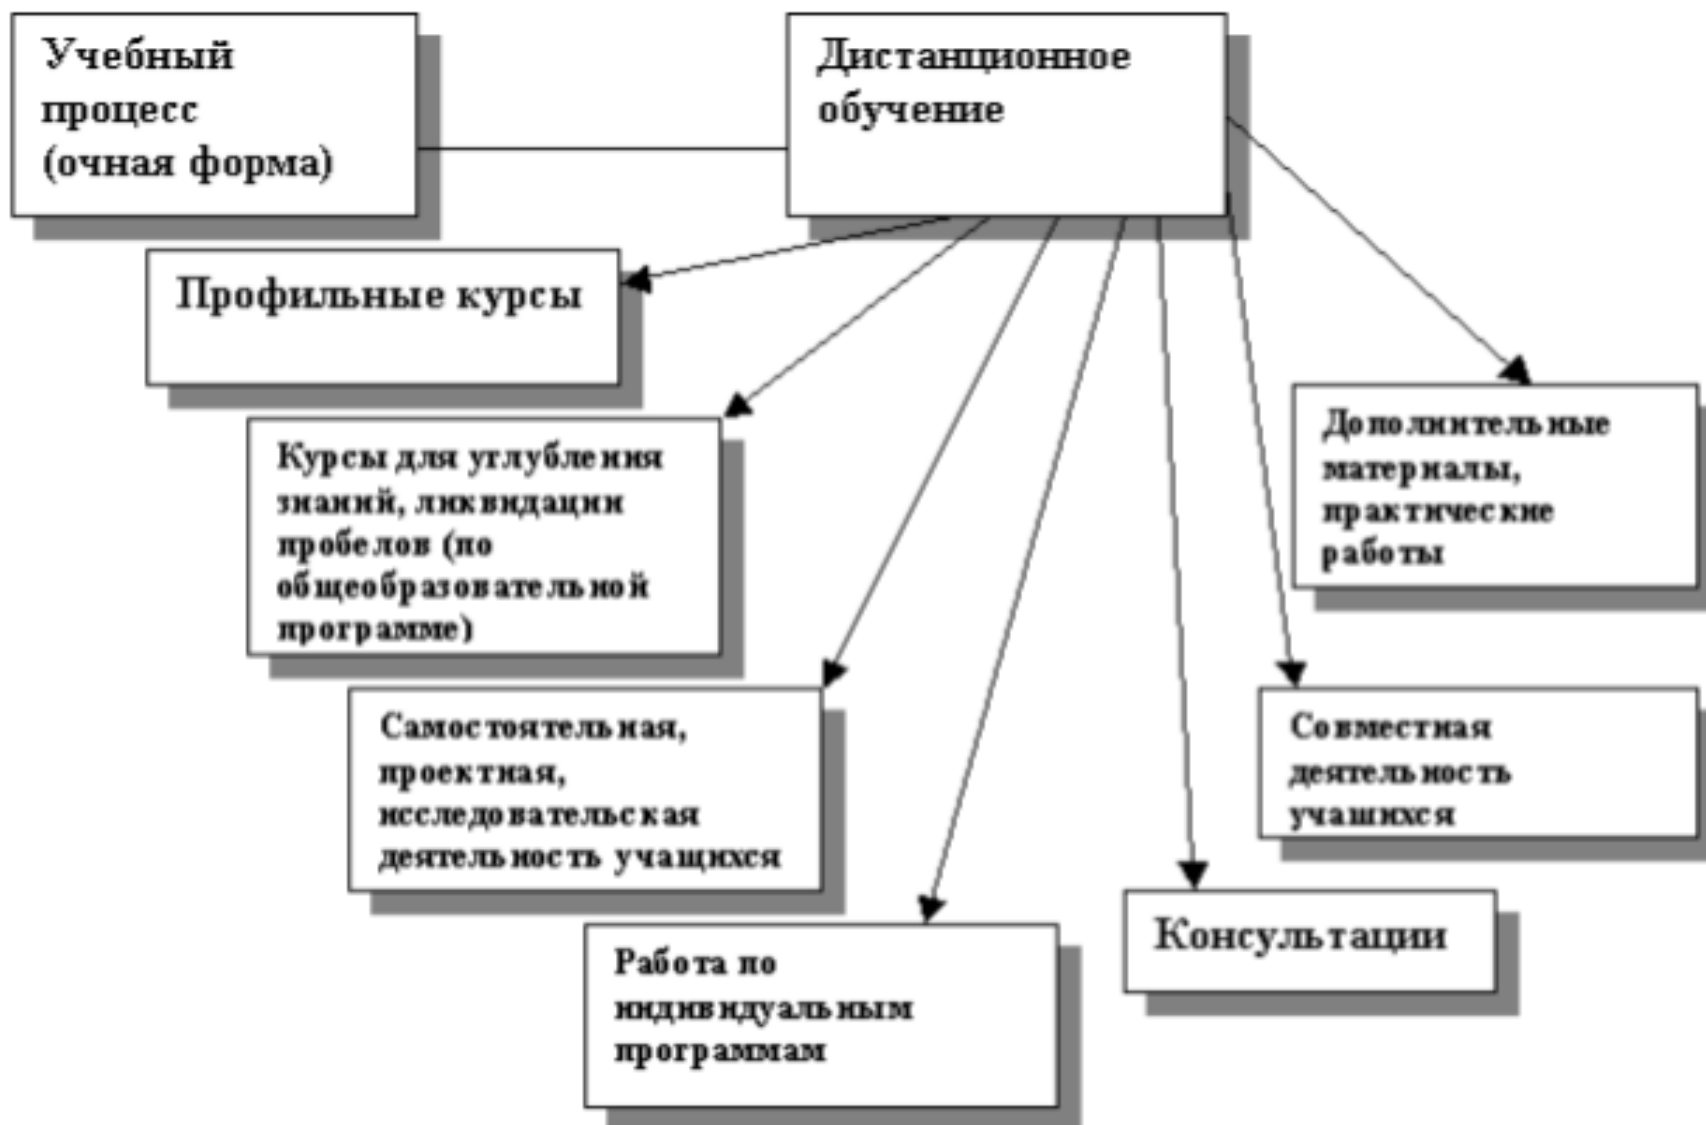 Учебный
процесс
(очная форма)
Дистанционное
обучение
Профильные курсы
Курсы для углубления
знаний, ликвидации
пробелов (по
общеобразовательной
программе)
Дополнительные
материалы,
практические
работы
Самостоятельная,
проектная,
исследовательская
деятельность учащихся
Совместная
деятельность
учашихся
Работа по
индивидуальным
программам
Консультации